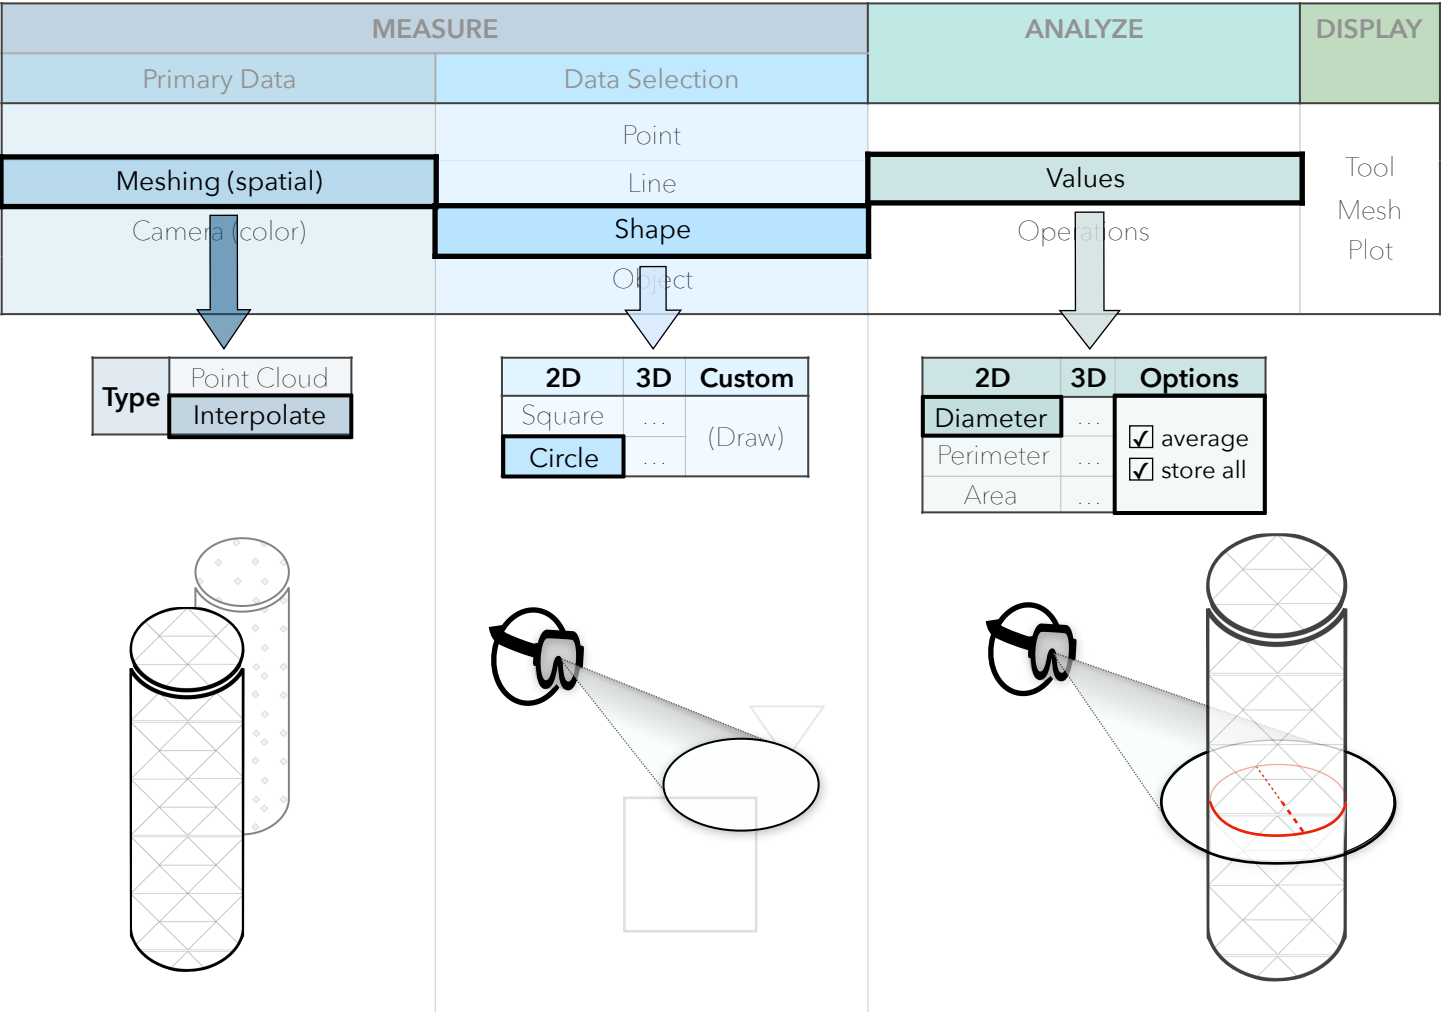 MEASURE
ANALYZE
DISPLAY
Primary Data
Data Selection
Point
Meshing (spatial)
Line
Values
Tool
Camera (color)
Shape
Operations
Mesh
Object
Plot
Type
Point Cloud
Interpolate
2D
3D
Custom
Square
...
(Draw)
Circle
...
2D
3D
Options
Diameter
...
✓ average
Perimeter
...
✓ store all
Area
...